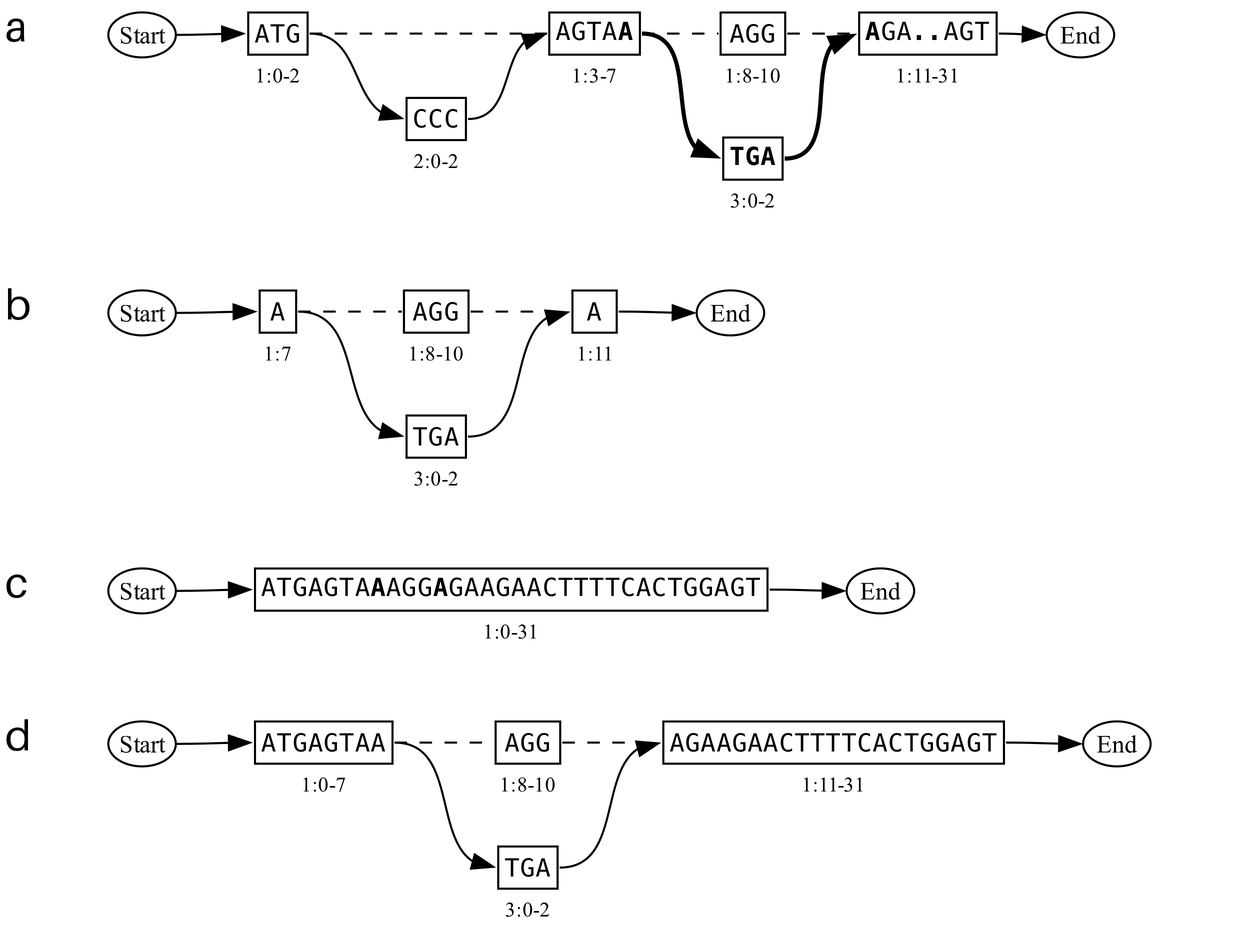 a
Start ATG AGTAA AGG AGA..AGT End
1:0-2 1:3-7 1:8-10 1:11-31
CCC
2:0-2
TGA
3:0-2
b
Start A AGG A End
1:7 1:8-10 1:11
TGA
3:0-2
c
Start ATGAGTAAAGGAGAAGAACTTTTCACTGGAGT End
1:0-31
d
Start ATGAGTAA AGG AGAAGAACTTTTCACTGGAGT End
1:0-7 1:8-10 1:11-31
TGA
3:0-2